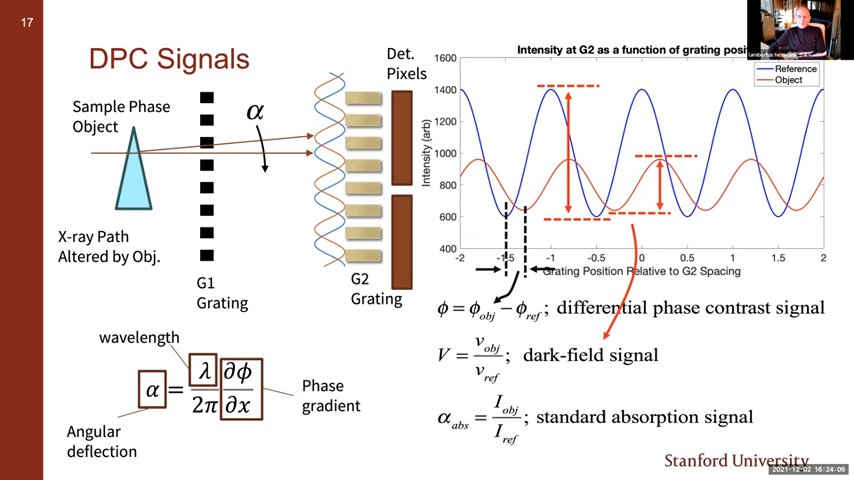 17
DPC Signals
Sample Phase
Object
α
Det.
Pixels
X-ray Path
Altered by Obj.
G1
Grating
G2
Grating
wavelength
α = λ/2π ∂ϕ/∂x
Phase
gradient
Angular
deflection
Intensity at G2 as a function of grating
Reference
Object
Intensity (arb)
1600
1400
1200
1000
800
600
400
-2 -1.5 -1 -0.5 0 0.5 1 1.5 2
Grating Position Relative to G2 Spacing
ϕ = ϕobj − ϕref ; differential phase contrast signal
V = vobj/vref ; dark-field signal
αabs = Iobj/Iref ; standard absorption signal
Stanford University
2021-12-02 16:24:09